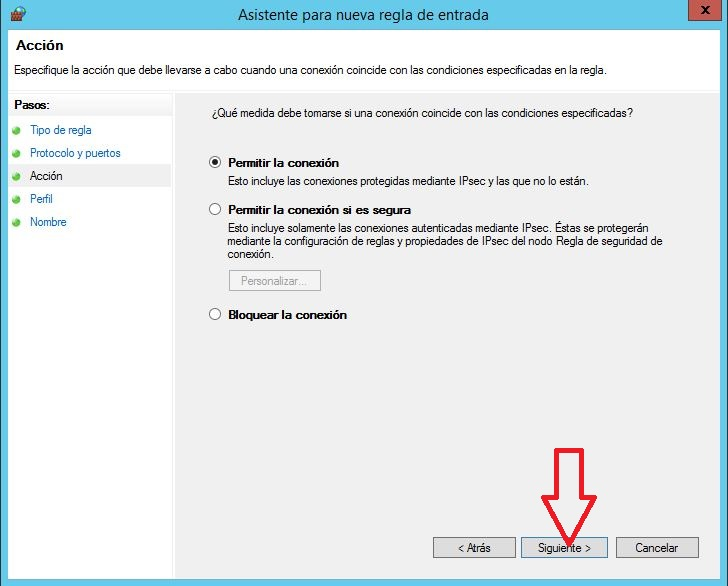 Asistente para nueva regla de entrada
x
Acción
Especifique la acción que debe llevarse a cabo cuando una conexión coincide con las condiciones especificadas en la regla.
Pasos:
Tipo de regla
Protocolo y puertos
Acción
Perfil
Nombre
¿Qué medida debe tomarse si una conexión coincide con las condiciones especificadas?
Permitir la conexión
Esto incluye las conexiones protegidas mediante IPsec y las que no lo están.
Permitir la conexión si es segura
Esto incluye solamente las conexiones autenticadas mediante IPsec. Éstas se protegerán
mediante la configuración de reglas y propiedades de IPsec del nodo Regla de seguridad de
conexión.
Personalizar...
Bloquear la conexión
< Atrás
Siguiente >
Cancelar